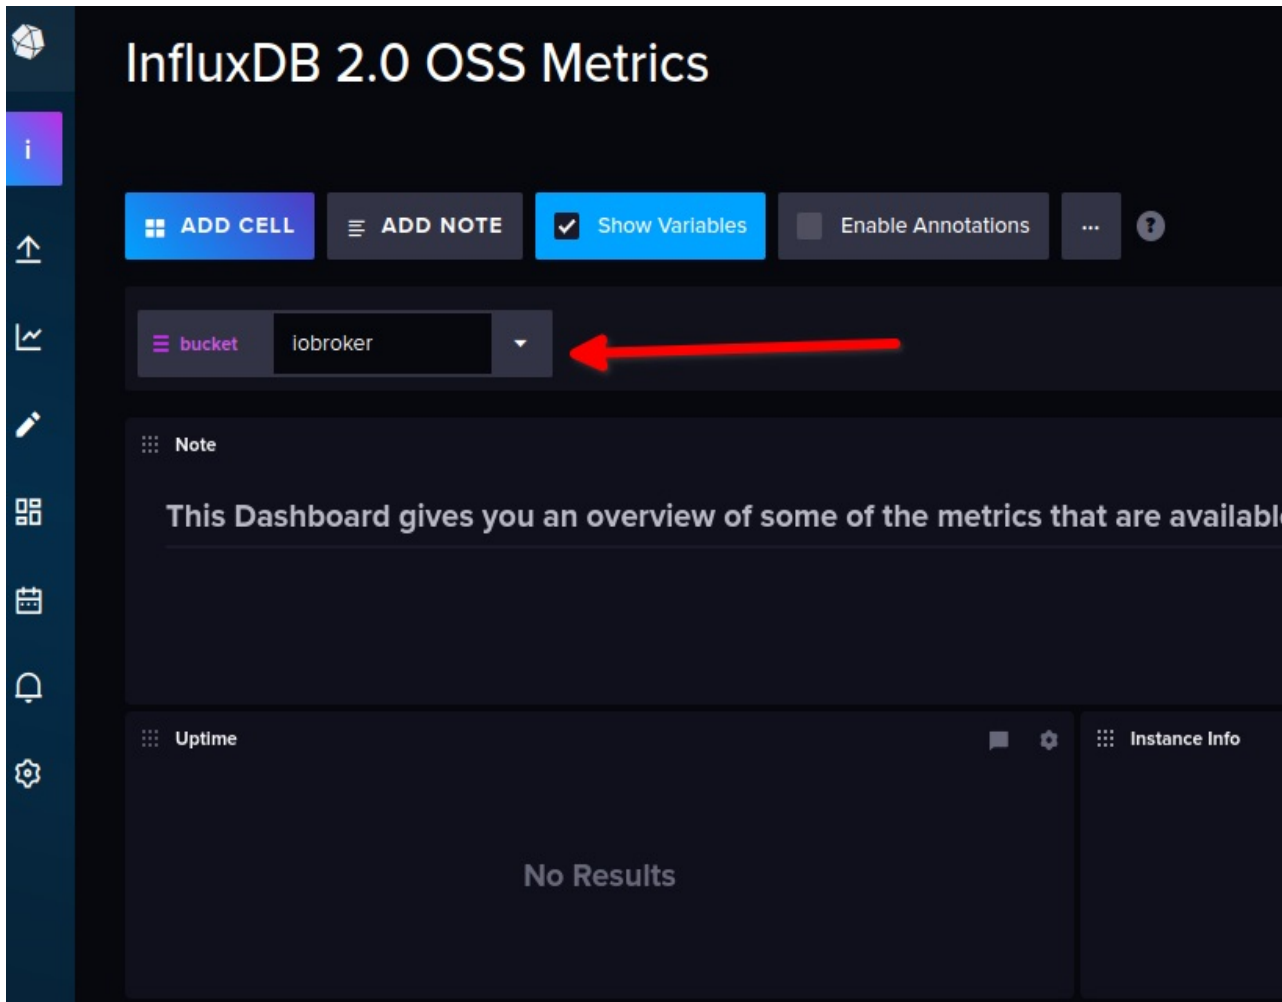 InfluxDB 2.0 OSS Metrics
i
ADD CELL
ADD NOTE
Show Variables
Enable Annotations
...
?
bucket
iobroker
Note
This Dashboard gives you an overview of some of the metrics that are available
Uptime
Instance Info
No Results